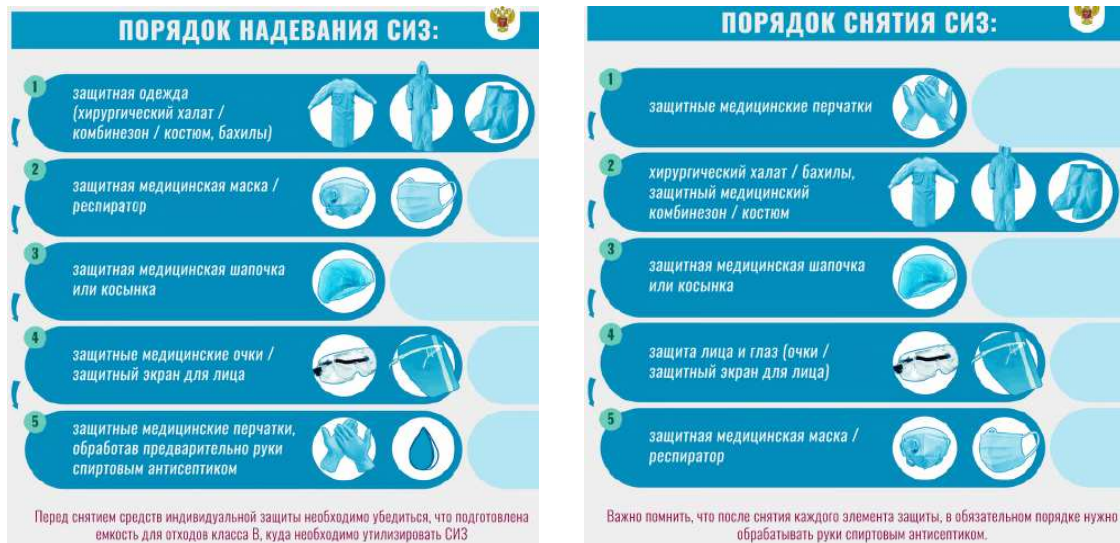 ПОРЯДОК НАДЕВАНИЯ СИЗ:
1
защитная одежда
(хирургический халат /
комбинезон / костюм, бахилы)
2
защитная медицинская маска /
респиратор
3
защитная медицинская шапочка
или косынка
4
защитные медицинские очки /
защитный экран для лица
5
защитные медицинские перчатки,
обработав предварительно руки
спиртовым антисептиком
Перед снятием средств индивидуальной защиты необходимо убедиться, что подготовлена
емкость для отходов класса В, куда необходимо утилизировать СИЗ
ПОРЯДОК СНЯТИЯ СИЗ:
1
защитные медицинские перчатки
2
хирургический халат / бахилы,
защитный медицинский
комбинезон / костюм
3
защитная медицинская шапочка
или косынка
4
защита лица и глаз (очки /
защитный экран для лица)
5
защитная медицинская маска /
респиратор
Важно помнить, что после снятия каждого элемента защиты, в обязательном порядке нужно
обрабатывать руки спиртовым антисептиком.